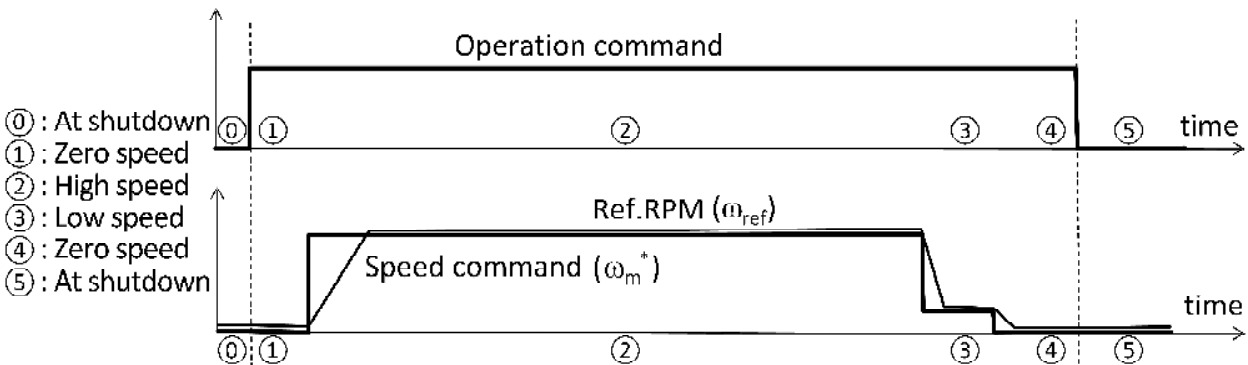 Operation command
⓪ : At shutdown
① : Zero speed
② : High speed
③ : Low speed
④ : Zero speed
⑤ : At shutdown
⓪ ① ② ③ ④ ⑤ time
Ref.RPM (ω_ref)
Speed command (ω_m*)
time
⓪ ① ② ③ ④ ⑤